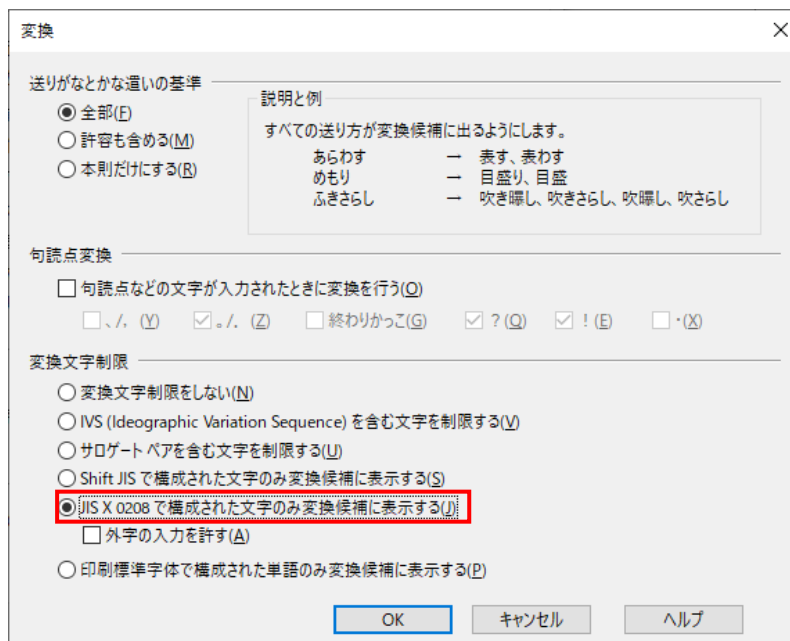 変換
送りがなとかな遣いの基準
全部(F)
許容も含める(M)
本則だけにする(R)
説明と例
すべての送り方が変換候補に出るようにします。
あらわす → 表す、表わす
めもり → 目盛り、目盛
ふきさらし → 吹き曝し、吹きさらし、吹曝し、吹さらし
句読点変換
句読点などの文字が入力されたときに変換を行う(O)
、/， (Y) 。/． (Z) 終わりかっこ(G) ？(Q) ！(E) ・(X)
変換文字制限
変換文字制限をしない(N)
IVS (Ideographic Variation Sequence) を含む文字を制限する(V)
サロゲート ペアを含む文字を制限する(U)
Shift JIS で構成された文字のみ変換候補に表示する(S)
JIS X 0208 で構成された文字のみ変換候補に表示する(J)
外字の入力を許す(A)
印刷標準字体で構成された単語のみ変換候補に表示する(P)
OK キャンセル ヘルプ